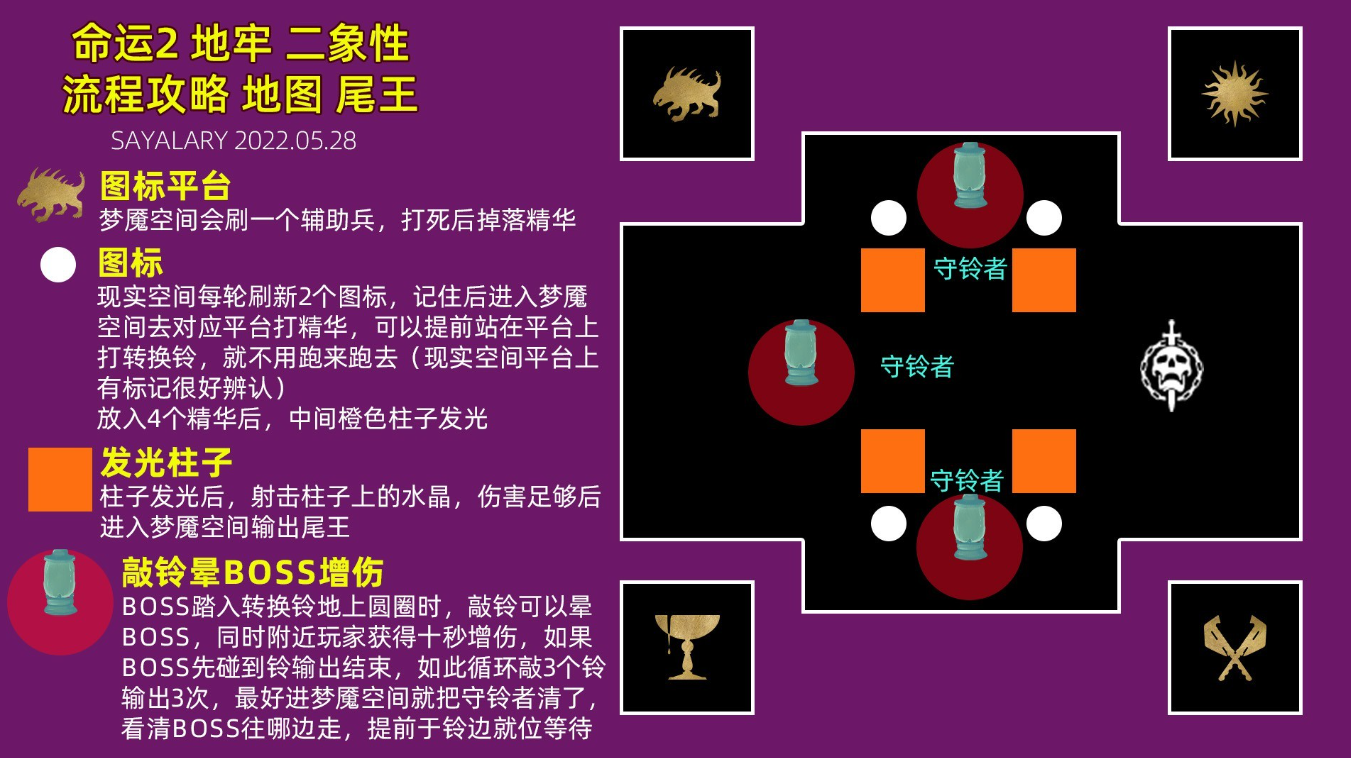 命运2 地牢 二象性
流程攻略 地图 尾王
SAYALARY 2022.05.28
图标平台
梦魇空间会刷一个辅助兵，打死后掉落精华
图标
现实空间每轮刷新2个图标，记住后进入梦魇
空间去对应平台打精华，可以提前站在平台上
打转换铃，就不用跑来跑去（现实空间平台上
有标记很好辨认）
放入4个精华后，中间橙色柱子发光
发光柱子
柱子发光后，射击柱子上的水晶，伤害足够后
进入梦魇空间输出尾王
敲铃晕BOSS增伤
BOSS踏入转换铃地上圆圈时，敲铃可以晕
BOSS，同时附近玩家获得十秒增伤，如果
BOSS先碰到铃输出结束，如此循环敲3个铃
输出3次，最好进梦魇空间就把守铃者清了，
看清BOSS往哪边走，提前于铃边就位等待
守铃者
守铃者
守铃者